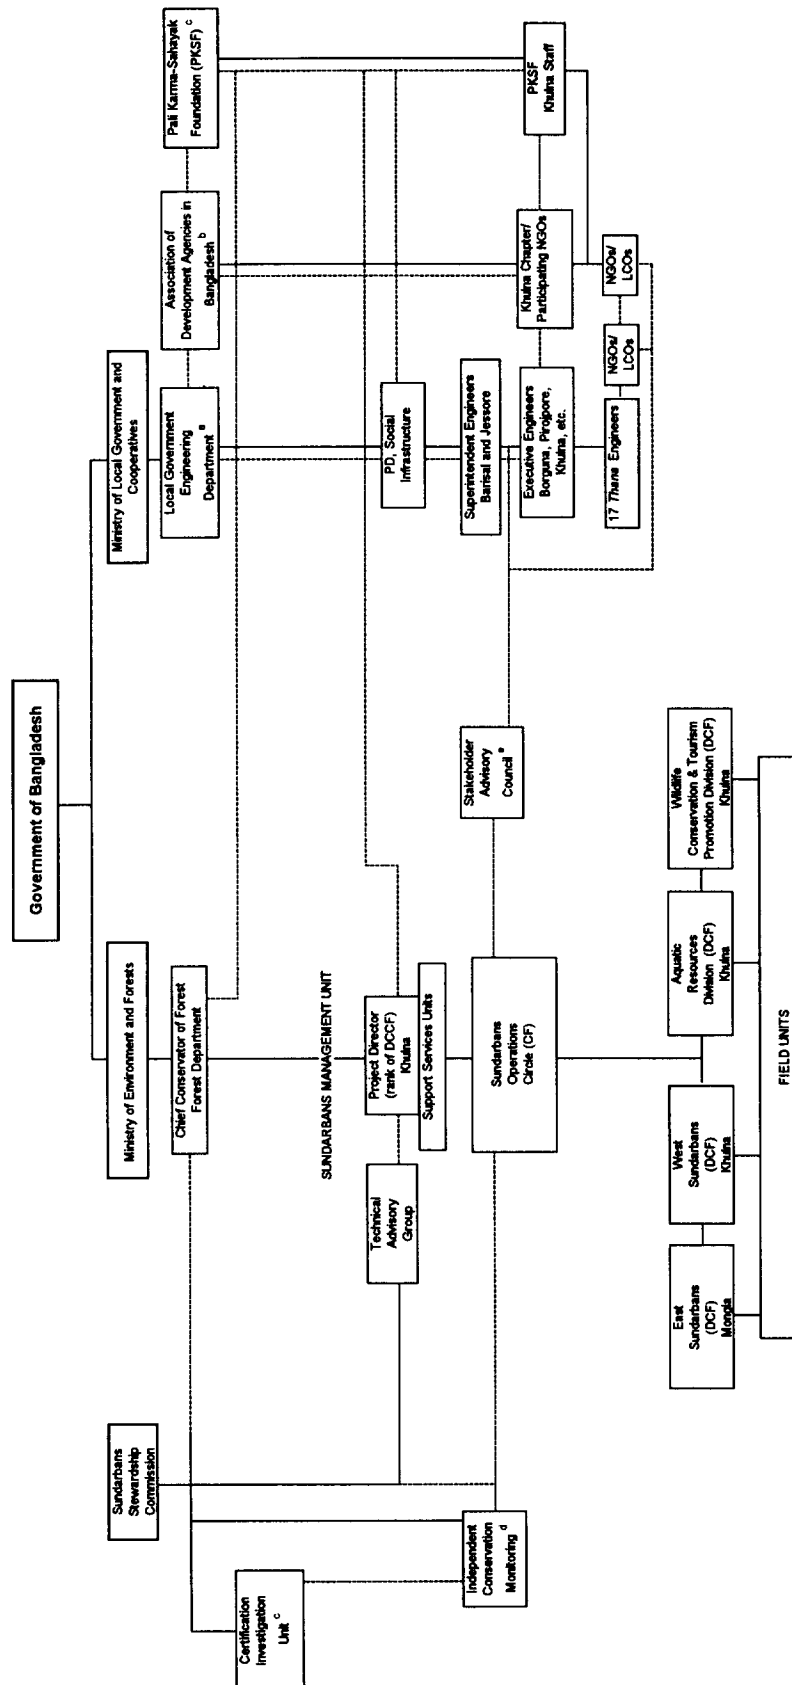 Government of Bangladesh
Ministry of Environment and Forests
Ministry of Local Government and
Cooperatives
Sundarbans
Stewardship
Commission
Chief Conservator of Forest
Forest Department
Local Government
Engineering
Department a
Association of
Development Agencies in
Bangladesh b
Pali Karma-Sahayak
Foundation (PKSF) c
Certification
Investigation
Unit c
SUNDARBANS MANAGEMENT UNIT
Technical
Advisory
Group
Project Director
(rank of DCCF)
Khulna
Support Services Units
PD, Social
Infrastructure
Independent
Conservation
Monitoring d
Sundarbans
Operations
Circle (CF)
Stakeholder
Advisory
Council e
Superintendent Engineers
Barisal and Jessore
Executive Engineers
Borguna, Pirojpore,
Khulna, etc.
Khulna Chapter/
Participating NGOs
PKSF
Khulna Staff
17 Thana Engineers
NGOs/
LCOs
NGOs/
LCOs
East
Sundarbans
(DCF)
Mongla
West
Sundarbans
(DCF)
Khulna
Aquatic
Resources
Division (DCF)
Khulna
Wildlife
Conservation & Tourism
Promotion Division (DCF)
Khulna
FIELD UNITS